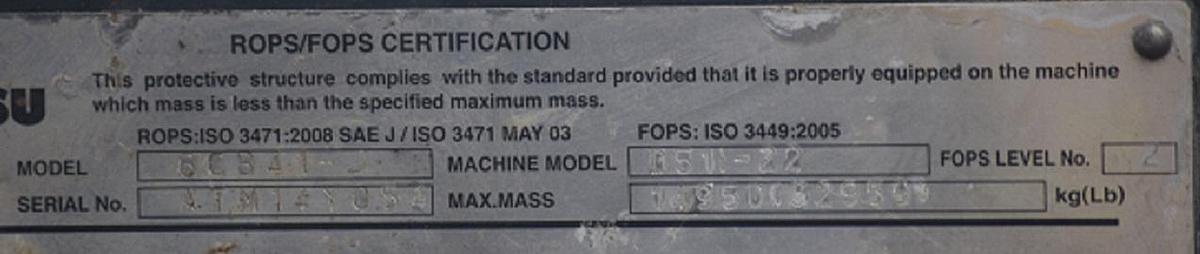 ROPS/FOPS CERTIFICATION
This protective structure complies with the standard provided that it is properly equipped on the machine
SU which mass is less than the specified maximum mass.
ROPS:ISO 3471:2008 SAE J / ISO 3471 MAY 03 FOPS: ISO 3449:2005
MODEL MACHINE MODEL FOPS LEVEL No. 2
SERIAL No. MAX.MASS kg(Lb)